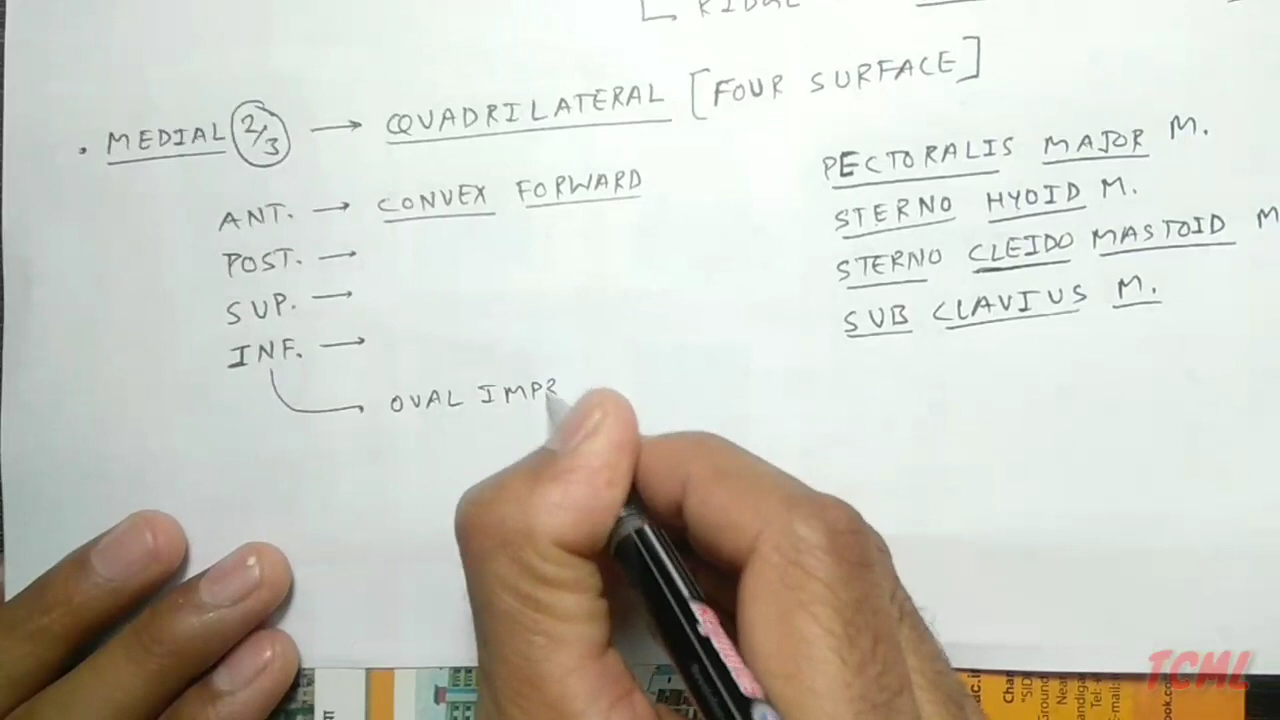 RIDGE
. MEDIAL 2/3 → QUADRILATERAL [FOUR SURFACE]
ANT. → CONVEX FORWARD
POST. →
SUP. →
INF. →
OVAL IMPR
PECTORALIS MAJOR M.
STERNO HYOID M.
STERNO CLEIDO MASTOID M
SUB CLAVIUS M.
TCML